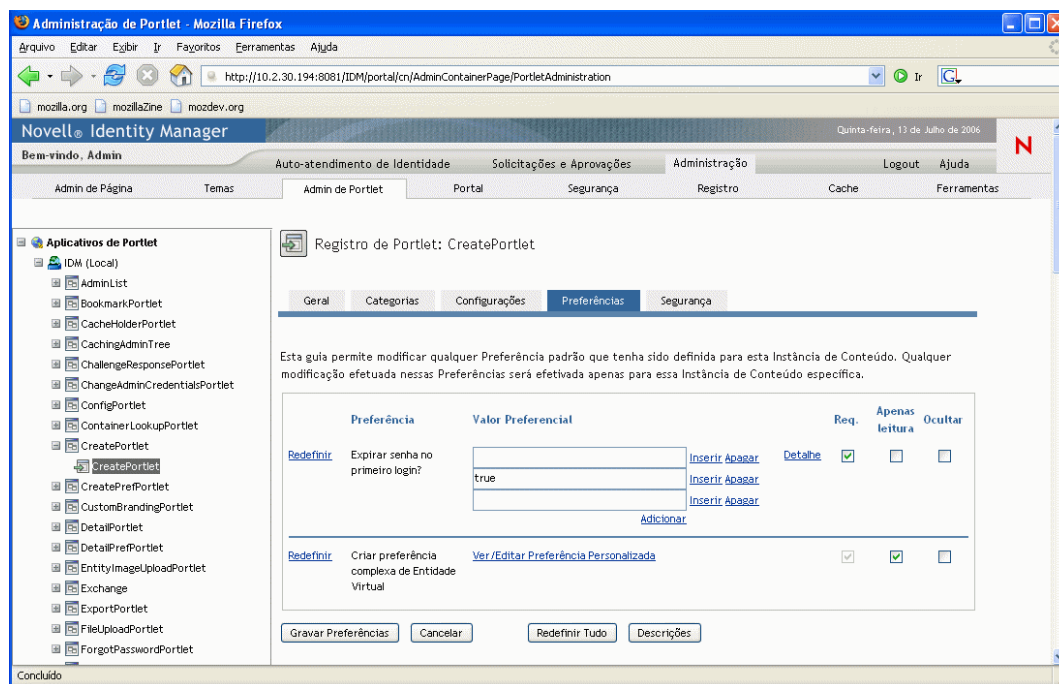 Administração de Portlet - Mozilla Firefox
Arquivo Editar Exibir Ir Favoritos Ferramentas Ajuda
http://10.2.30.194:8081/IDM/portal/cn/AdminContainerPage/PortletAdministration Ir G
mozilla.org mozillaZine mozdev.org
Novell® Identity Manager Quinta-feira, 13 de Julho de 2006
N
Bem-vindo, Admin
Auto-atendimento de Identidade Solicitações e Aprovações Administração Logout Ajuda
Admin de Página Temas Admin de Portlet Portal Segurança Registro Cache Ferramentas
Aplicativos de Portlet
IDM (Local)
AdminList
BookmarkPortlet
CacheHolderPortlet
CachingAdminTree
ChallengeResponsePortlet
ChangeAdminCredentialsPortlet
ConfigPortlet
ContainerLookupPortlet
CreatePortlet
CreatePortlet
CreatePrefPortlet
CustomBrandingPortlet
DetailPortlet
DetailPrefPortlet
EntityImageUploadPortlet
Exchange
ExportPortlet
FileUploadPortlet
ForgotPasswordPortlet
Registro de Portlet: CreatePortlet
Geral Categorias Configurações Preferências Segurança
Esta guia permite modificar qualquer Preferência padrão que tenha sido definida para esta Instância de Conteúdo. Qualquer
modificação efetuada nessas Preferências será efetivada apenas para essa Instância de Conteúdo específica.
Preferência Valor Preferencial Req. Apenas leitura Ocultar
Redefinir Expirar senha no primeiro login? Inserir Apagar Detalhe
true Inserir Apagar
Inserir Apagar
Adicionar
Redefinir Criar preferência Ver/Editar Preferência Personalizada
complexa de Entidade
Virtual
Gravar Preferências Cancelar Redefinir Tudo Descrições
Concluído